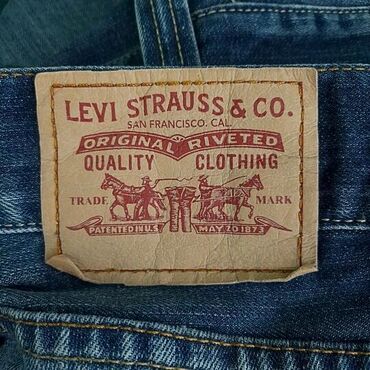 LEVI STRAUSS & CO.
SAN FRANCISCO. CAL.
ORIGINAL RIVETED
QUALITY CLOTHING
TRADE MARK
PATENTED IN U.S. MAY 20 1873